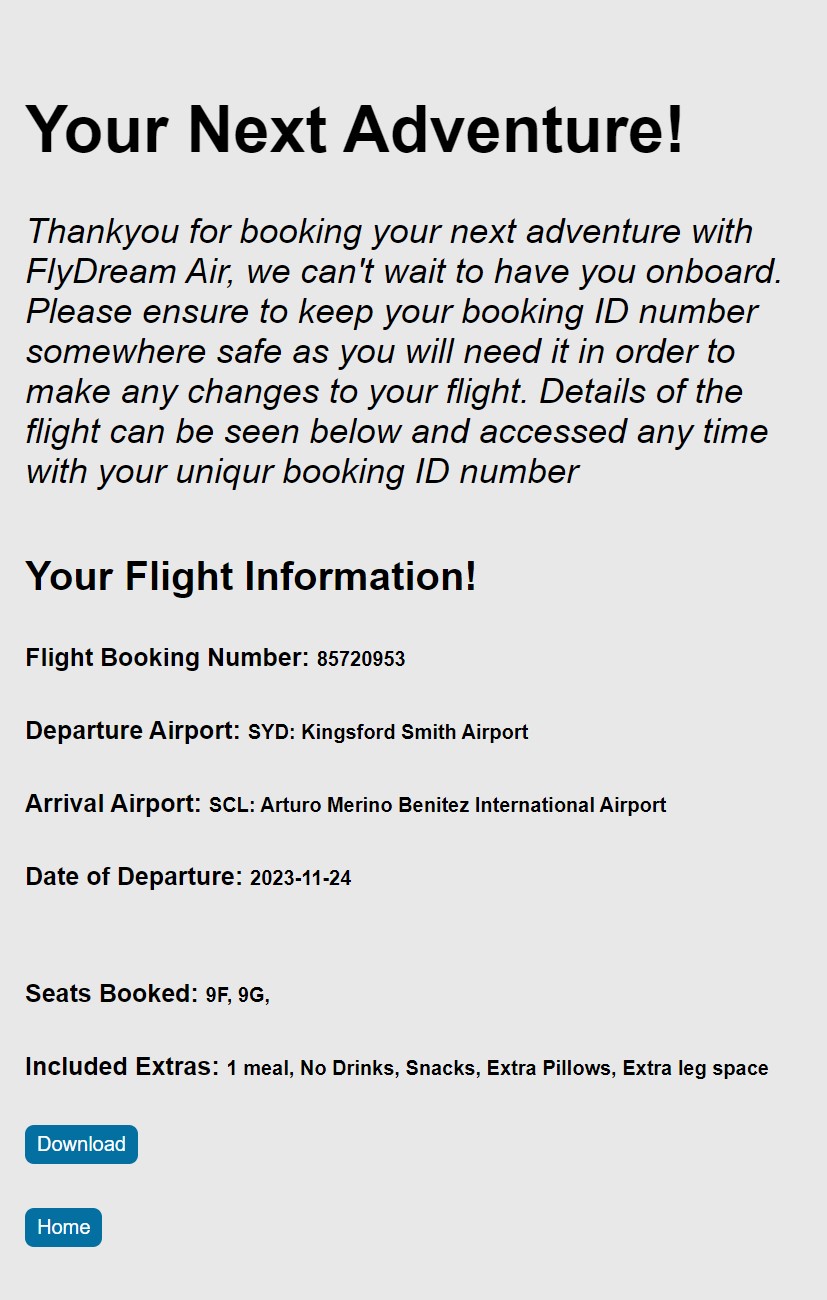 Your Next Adventure!
Thankyou for booking your next adventure with
FlyDream Air, we can't wait to have you onboard.
Please ensure to keep your booking ID number
somewhere safe as you will need it in order to
make any changes to your flight. Details of the
flight can be seen below and accessed any time
with your uniqur booking ID number
Your Flight Information!
Flight Booking Number: 85720953
Departure Airport: SYD: Kingsford Smith Airport
Arrival Airport: SCL: Arturo Merino Benitez International Airport
Date of Departure: 2023-11-24
Seats Booked: 9F, 9G,
Included Extras: 1 meal, No Drinks, Snacks, Extra Pillows, Extra leg space
Download
Home